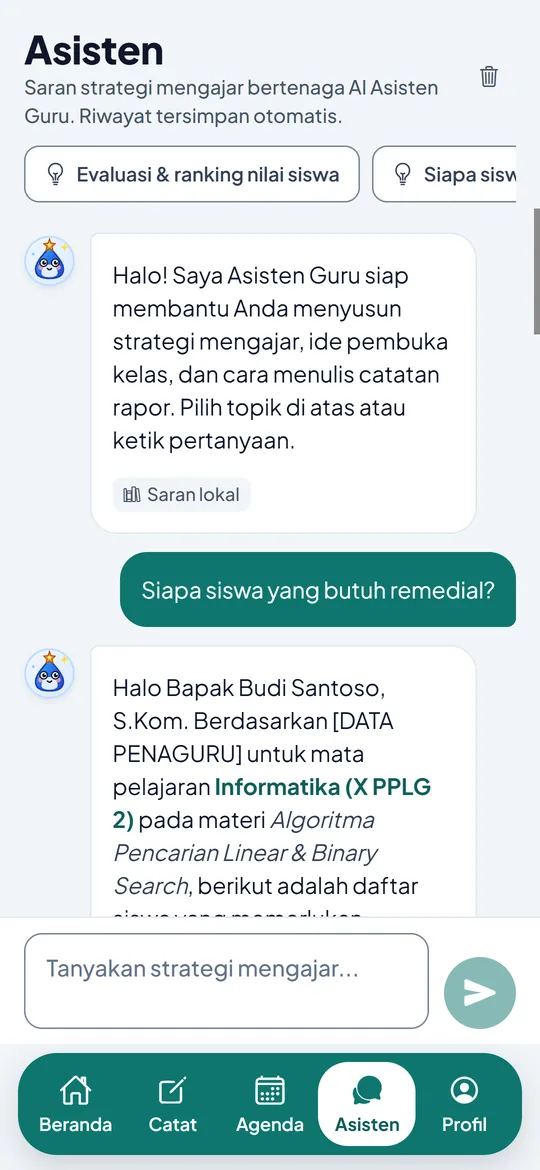 Asisten
Saran strategi mengajar bertenaga AI Asisten
Guru. Riwayat tersimpan otomatis.
Evaluasi & ranking nilai siswa
Siapa sisw
Halo! Saya Asisten Guru siap
membantu Anda menyusun
strategi mengajar, ide pembuka
kelas, dan cara menulis catatan
rapor. Pilih topik di atas atau
ketik pertanyaan.
Saran lokal
Siapa siswa yang butuh remedial?
Halo Bapak Budi Santoso,
S.Kom. Berdasarkan [DATA
PENAGURU] untuk mata
pelajaran Informatika (X PPLG
2) pada materi Algoritma
Pencarian Linear & Binary
Search, berikut adalah daftar
siswa yang memerlukan
Tanyakan strategi mengajar...
Beranda
Catat
Agenda
Asisten
Profil